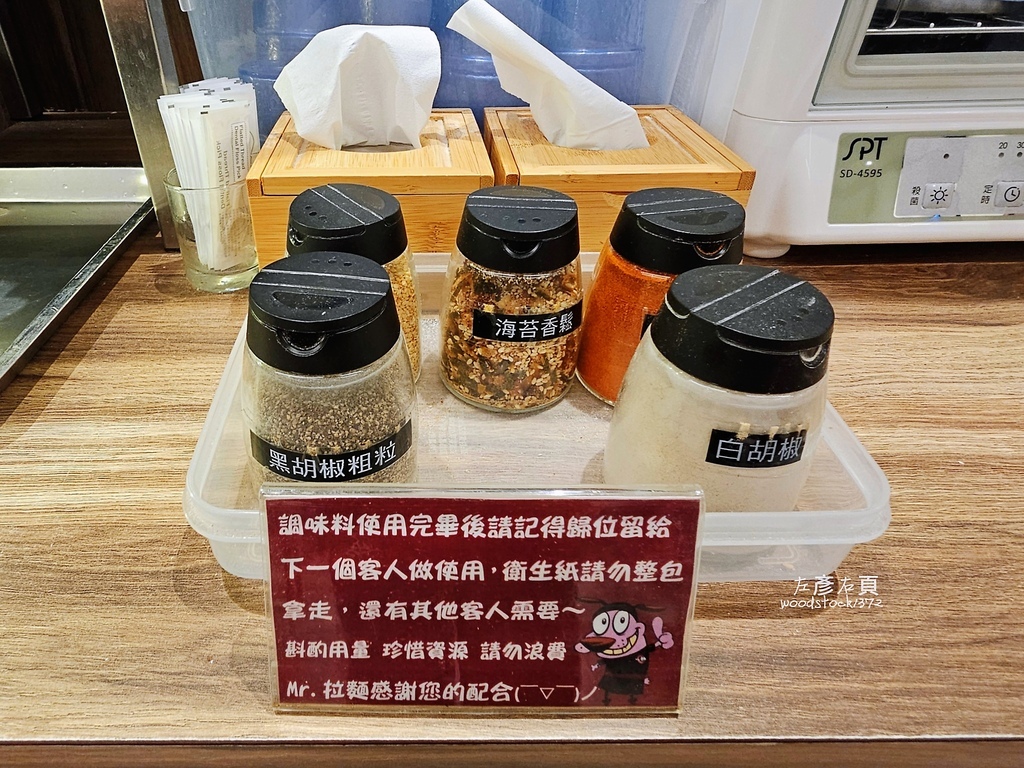 SPT
SD-4595
殺菌
定時
20
30
海苔香鬆
黑胡椒粗粒
白胡椒
調味料使用完畢後請記得歸位留給
下一個客人做使用,衛生紙請勿整包
拿走,還有其他客人需要~
斟酌用量 珍惜資源 請勿浪費
Mr.拉麵感謝您的配合(￣▽￣)ノ
左彥右頁
woodstock1372